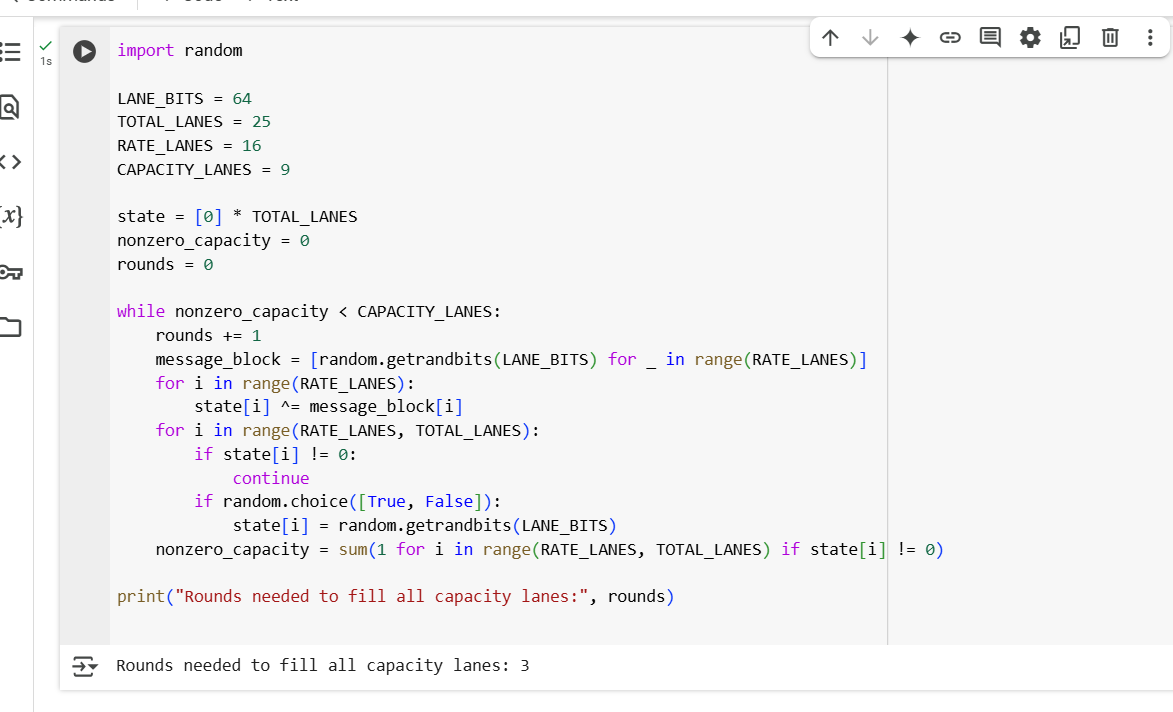 1s
import random
LANE_BITS = 64
TOTAL_LANES = 25
RATE_LANES = 16
CAPACITY_LANES = 9
state = [0] * TOTAL_LANES
nonzero_capacity = 0
rounds = 0
while nonzero_capacity < CAPACITY_LANES:
    rounds += 1
    message_block = [random.getrandbits(LANE_BITS) for _ in range(RATE_LANES)]
    for i in range(RATE_LANES):
        state[i] ^= message_block[i]
    for i in range(RATE_LANES, TOTAL_LANES):
        if state[i] != 0:
            continue
        if random.choice([True, False]):
            state[i] = random.getrandbits(LANE_BITS)
    nonzero_capacity = sum(1 for i in range(RATE_LANES, TOTAL_LANES) if state[i] != 0)
print("Rounds needed to fill all capacity lanes:", rounds)
Rounds needed to fill all capacity lanes: 3